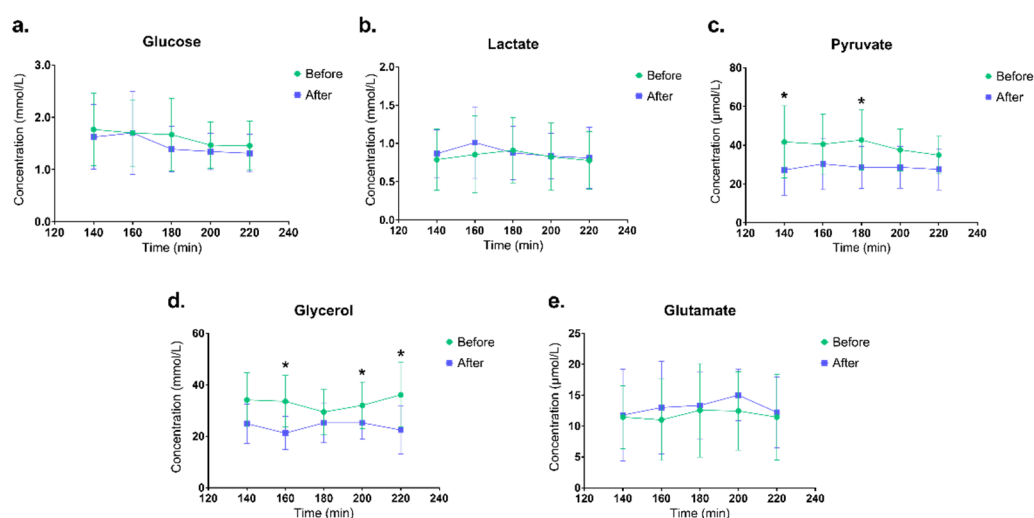 a.
Glucose
Concentration (mmol/L)
3.0
2.0
1.0
0.0
120 140 160 180 200 220 240
Time (min)
Before
After
b.
Lactate
Concentration (mmol/L)
2.0
1.5
1.0
0.5
0.0
120 140 160 180 200 220 240
Time (min)
Before
After
c.
Pyruvate
Concentration (µmol/L)
80
60
40
20
0
* *
120 140 160 180 200 220 240
Time (min)
Before
After
d.
Glycerol
Concentration (mmol/L)
60
40
20
0
* * *
120 140 160 180 200 220 240
Time (min)
Before
After
e.
Glutamate
Concentration (µmol/L)
25
20
15
10
5
0
120 140 160 180 200 220 240
Time (min)
Before
After